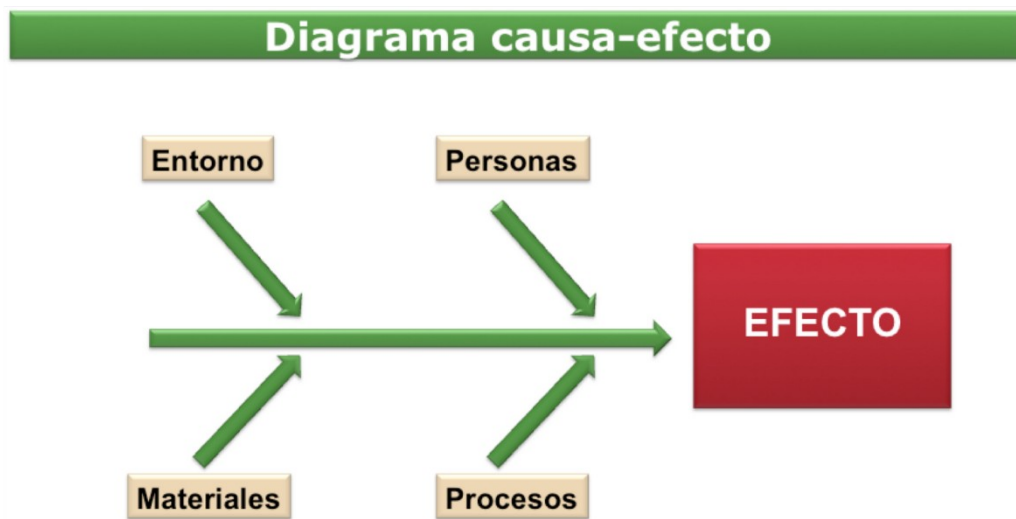 Diagrama causa-efecto
Entorno
Personas
EFECTO
Materiales
Procesos